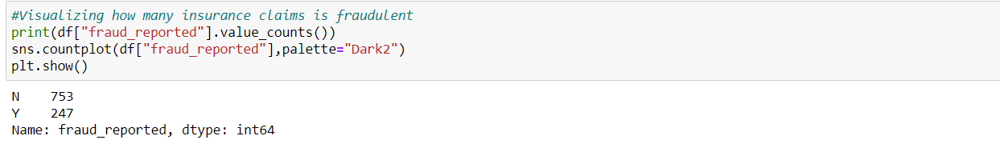 #Visualizing how many insurance claims is fraudulent
print(df["fraud_reported"].value_counts())
sns.countplot(df["fraud_reported"],palette="Dark2")
plt.show()
N    753
Y    247
Name: fraud_reported, dtype: int64